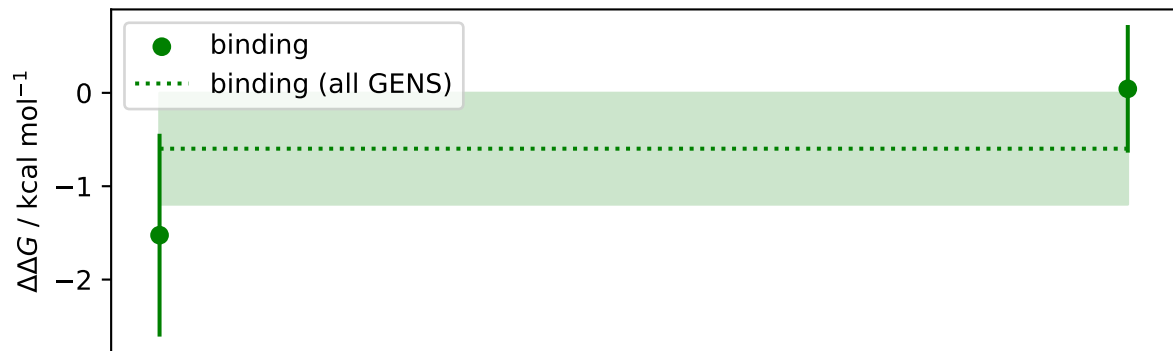 binding
binding (all GENS)
ΔΔG / kcal mol⁻¹
0
−1
−2